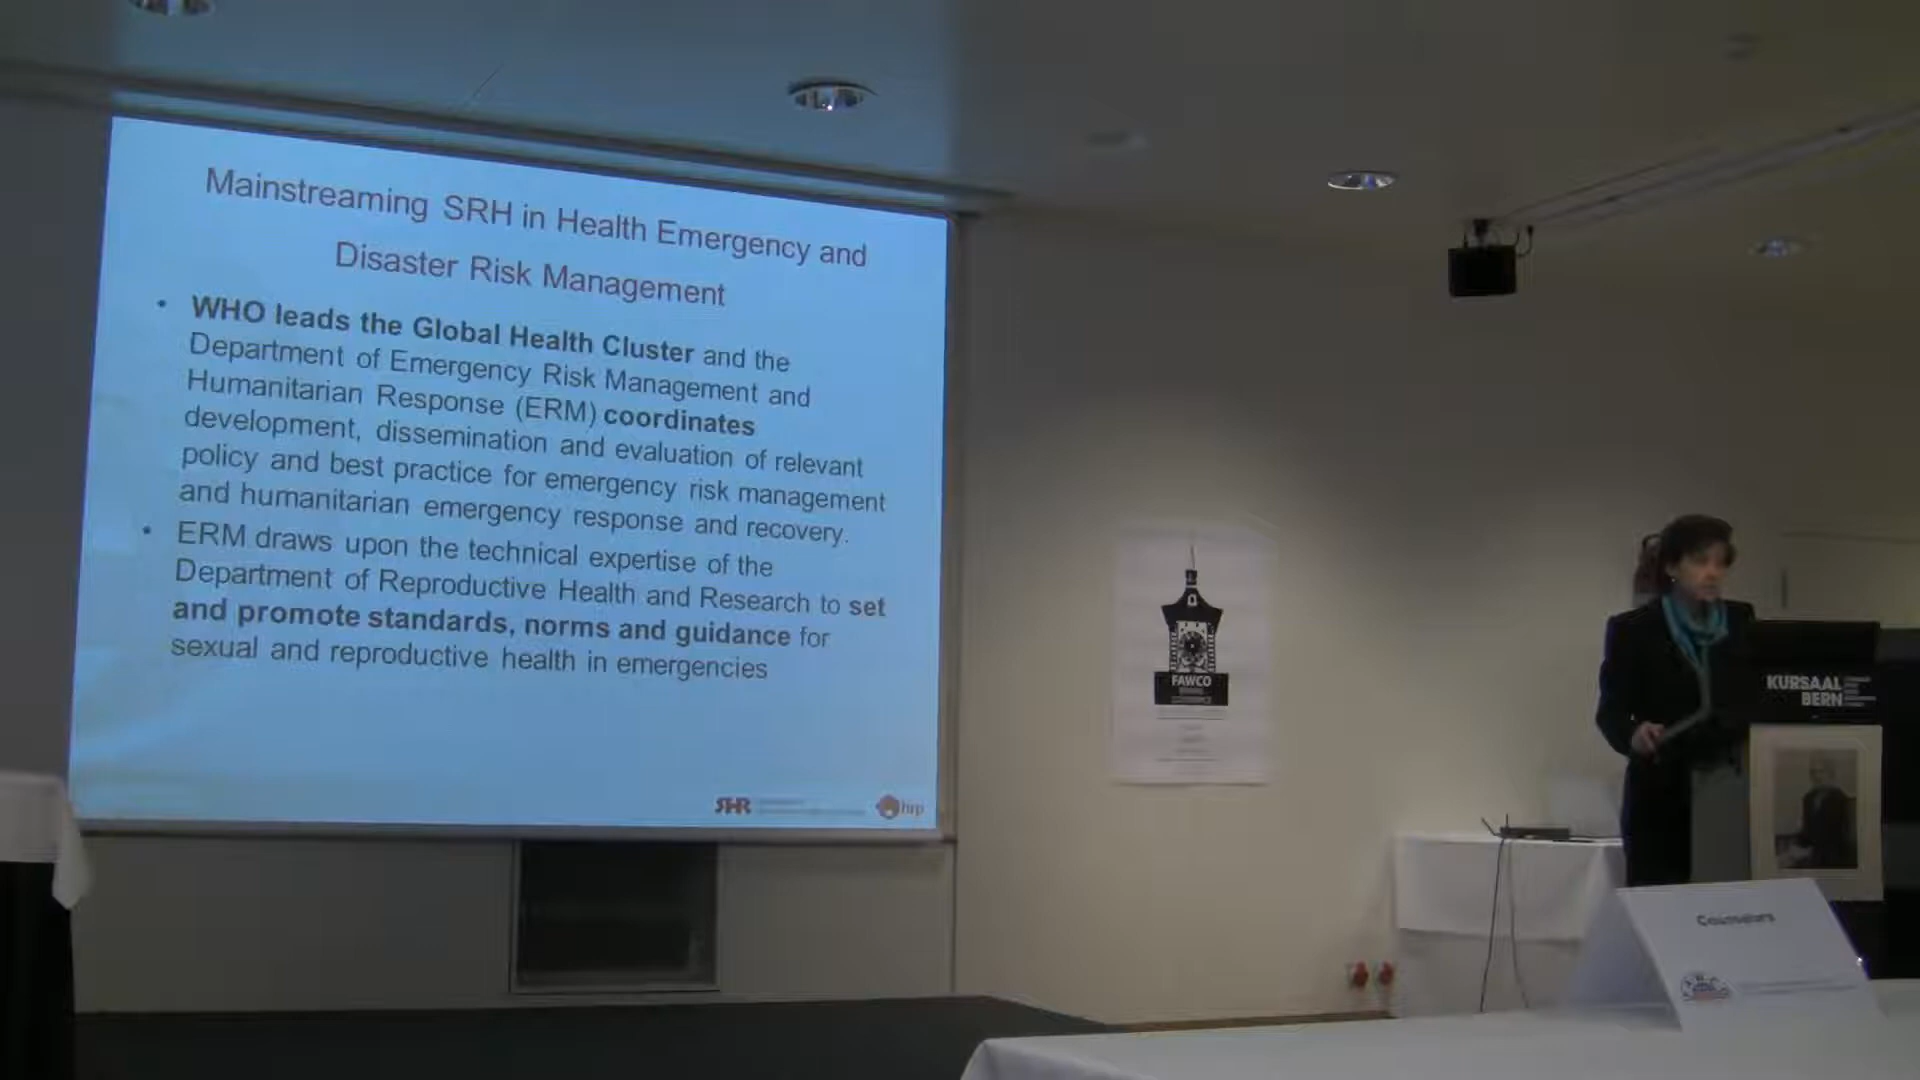 Mainstreaming SRH in Health Emergency and
Disaster Risk Management
• WHO leads the Global Health Cluster and the
Department of Emergency Risk Management and
Humanitarian Response (ERM) coordinates
development, dissemination and evaluation of relevant
policy and best practice for emergency risk management
and humanitarian emergency response and recovery.
• ERM draws upon the technical expertise of the
Department of Reproductive Health and Research to set
and promote standards, norms and guidance for
sexual and reproductive health in emergencies
hrp
FAWCO
KURSAAL
BERN
Counselors